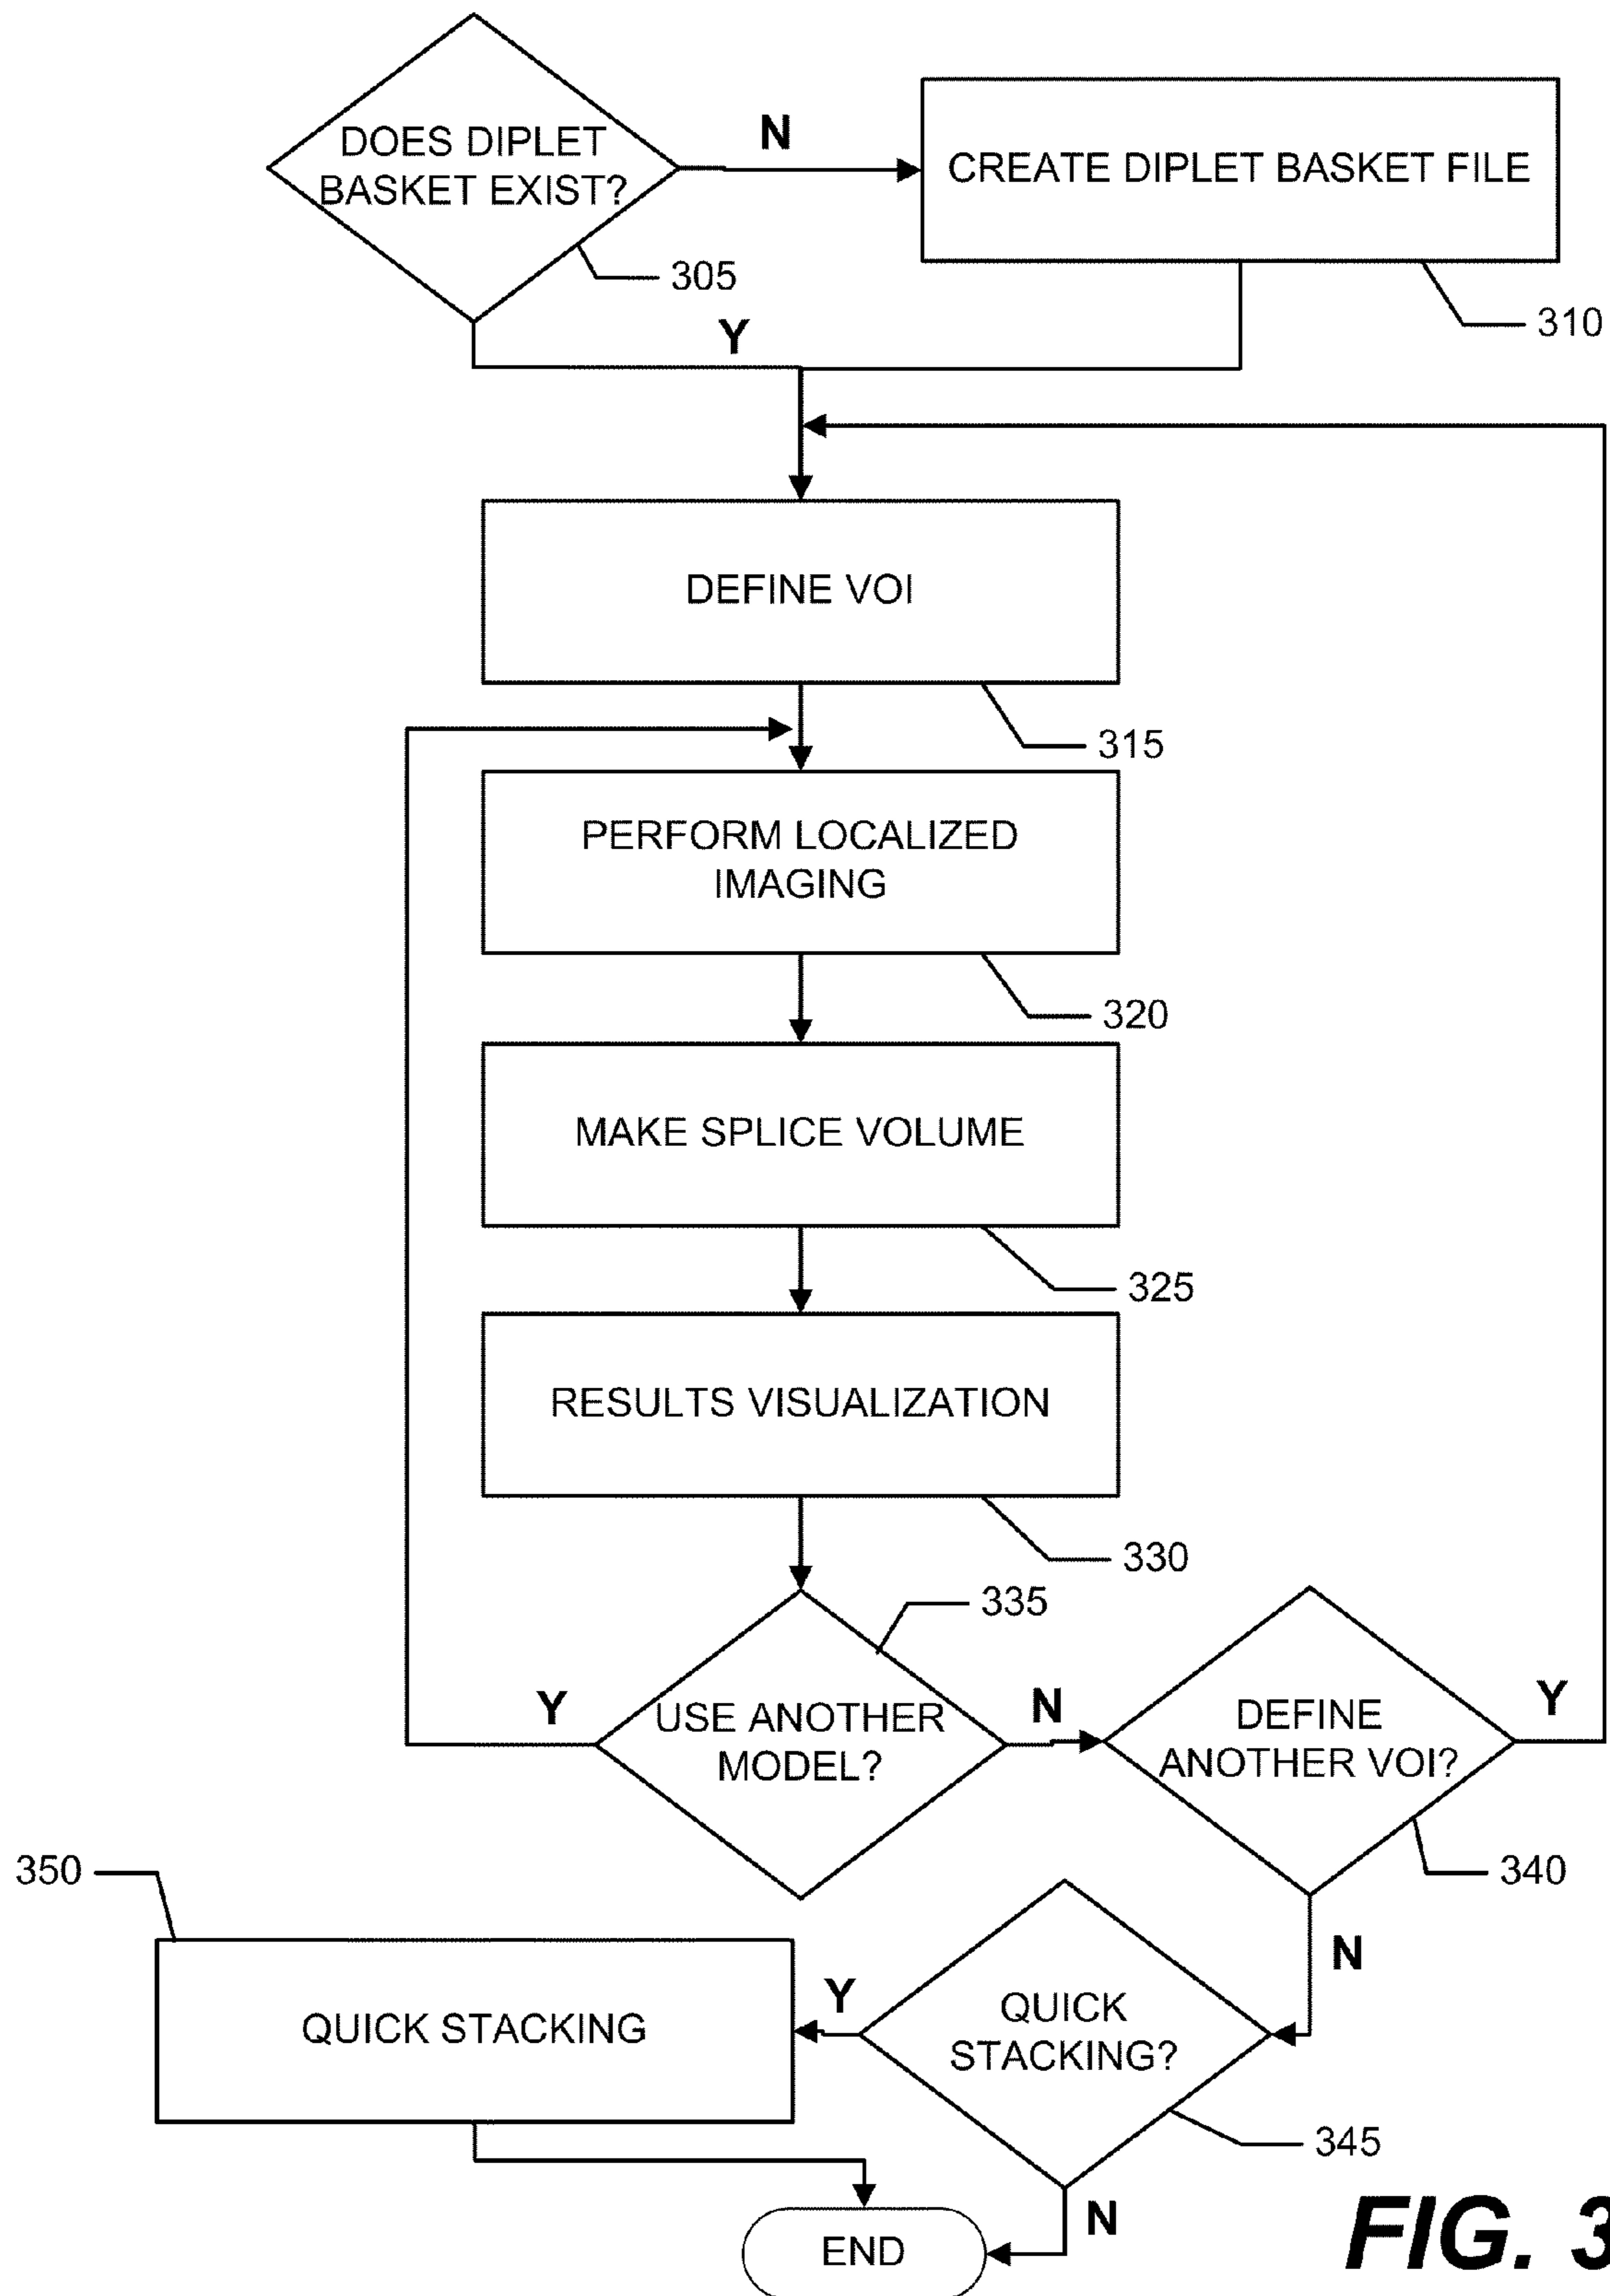 DOES DIPLET
BASKET EXIST?
N
CREATE DIPLET BASKET FILE
305
310
Y
DEFINE VOI
315
PERFORM LOCALIZED
IMAGING
320
MAKE SPLICE VOLUME
325
RESULTS VISUALIZATION
330
335
Y
USE ANOTHER
MODEL?
N
DEFINE
ANOTHER VOI?
Y
340
350
N
QUICK
STACKING?
Y
QUICK STACKING
345
N
END
FIG. 3